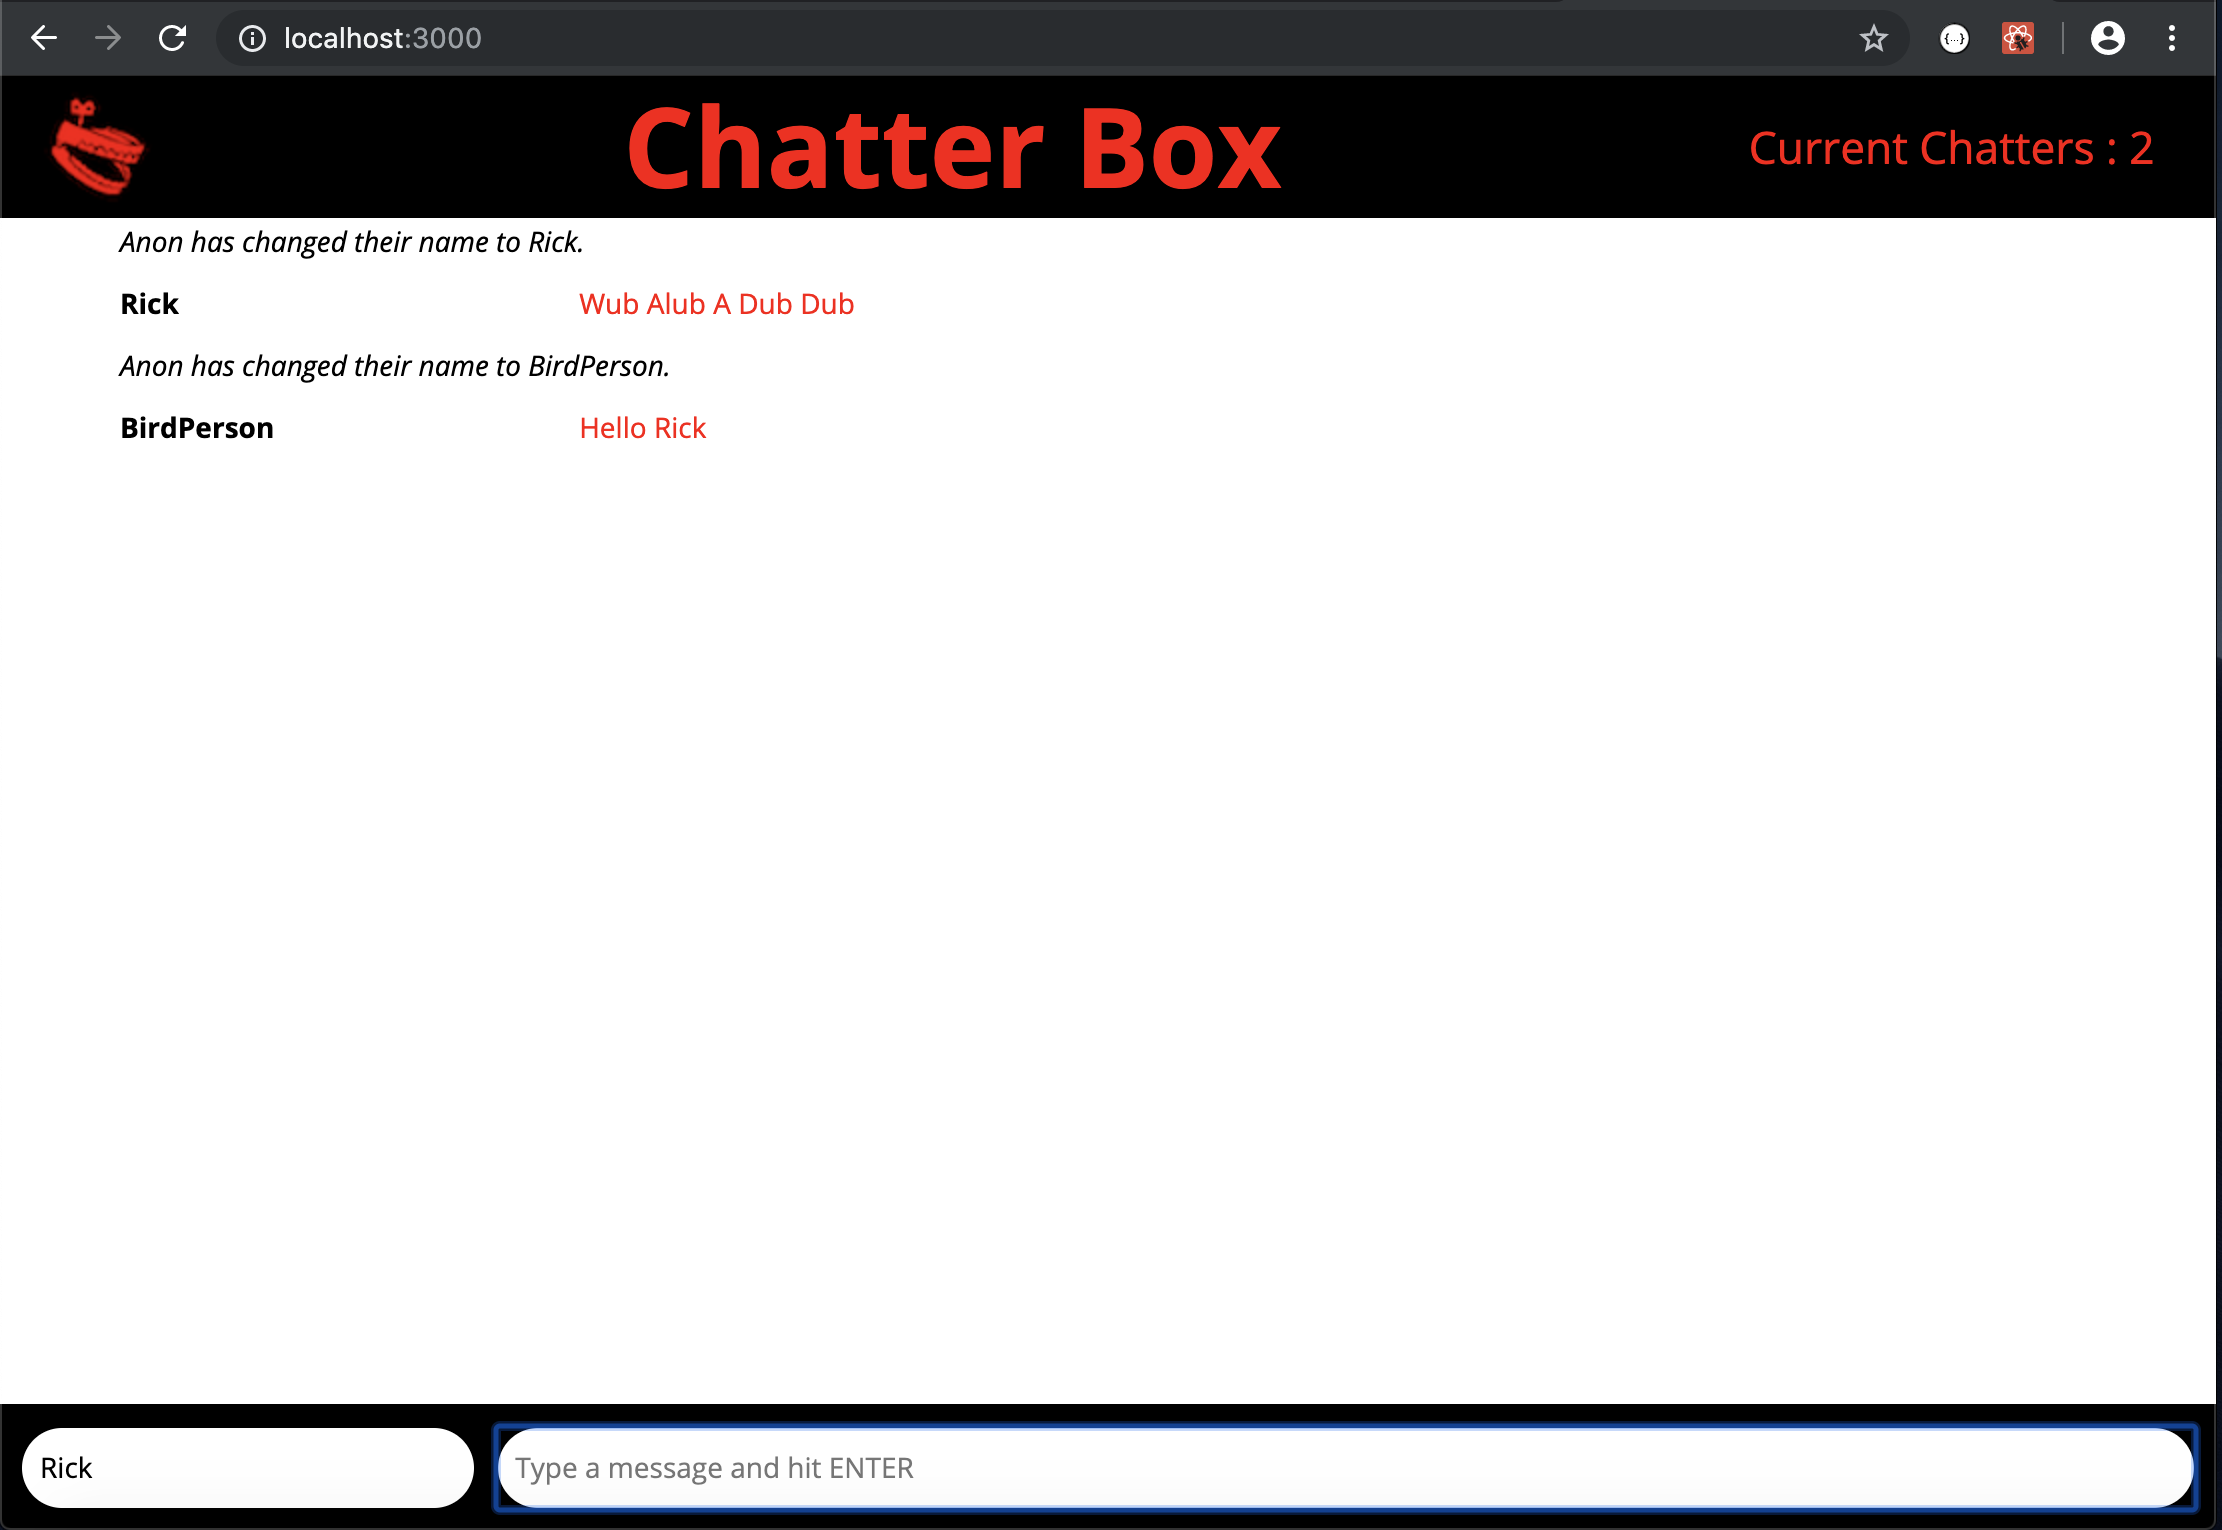 localhost:3000
{...}
Chatter Box
Current Chatters : 2
Anon has changed their name to Rick.
Rick Wub Alub A Dub Dub
Anon has changed their name to BirdPerson.
BirdPerson Hello Rick
Rick Type a message and hit ENTER